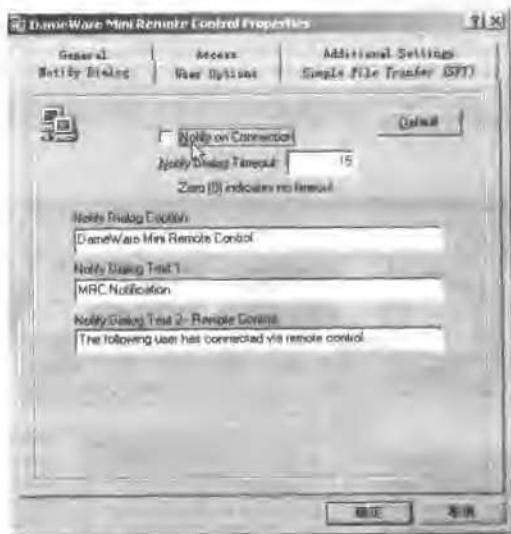 DameWare Mini Remote Control Properties
General Access Additional Settings
Notify Dialog User Options Simple File Tranfer (SFT)
Notify on Connection
Default
Notify Dialog Timeout: 15
Zero (0) indicates no timeout
Notify Dialog Caption
DameWare Mini Remote Control
Notify Dialog Text 1
MRC Notification
Notify Dialog Text 2- Remote Control
The following user has connected via remote control.
确定 取消